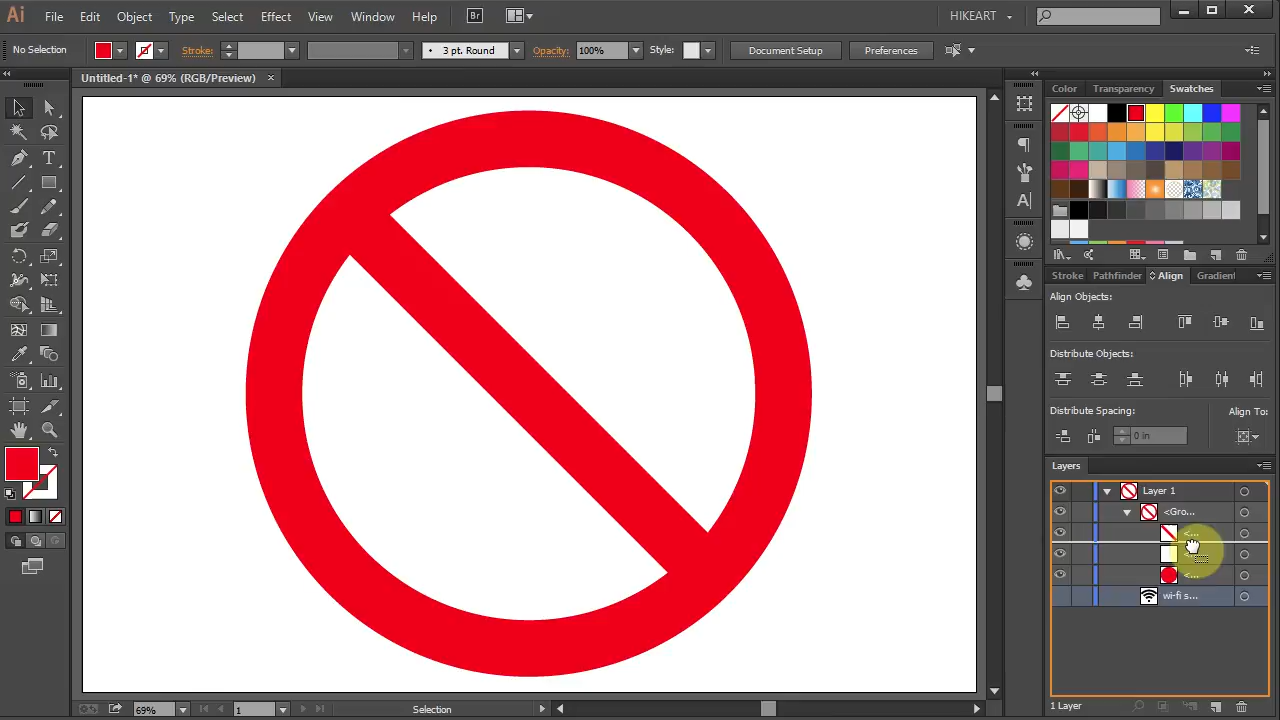 Ai File Edit Object Type Select Effect View Window Help Br HIKEART
No Selection Stroke: 3 pt. Round Opacity: 100% Style: Document Setup Preferences
Untitled-1* @ 69% (RGB/Preview) ×
Color Transparency Swatches
Stroke Pathfinder Align Gradient
Align Objects:
Distribute Objects:
Distribute Spacing: Align To:
0 in
Layers
Layer 1
<Gro...
<...
<...
wi-fi s...
69% 1 Selection 1 Layer